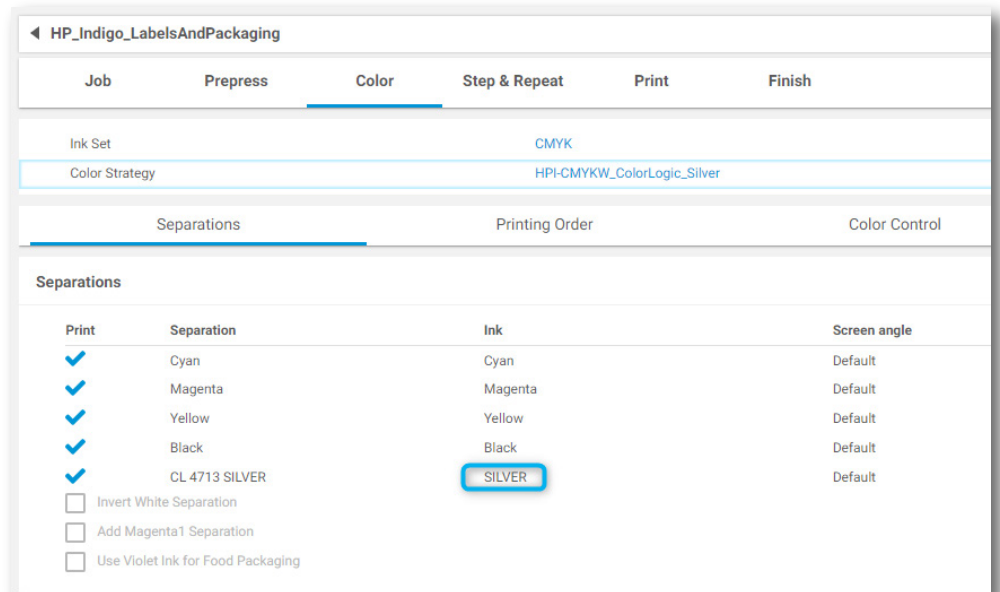 HP_Indigo_LabelsAndPackaging
Job Prepress Color Step & Repeat Print Finish
Ink Set CMYK
Color Strategy HPI-CMYKW_ColorLogic_Silver
Separations Printing Order Color Control
Separations
Print Separation Ink Screen angle
Cyan Cyan Default
Magenta Magenta Default
Yellow Yellow Default
Black Black Default
CL 4713 SILVER SILVER Default
Invert White Separation
Add Magenta1 Separation
Use Violet Ink for Food Packaging